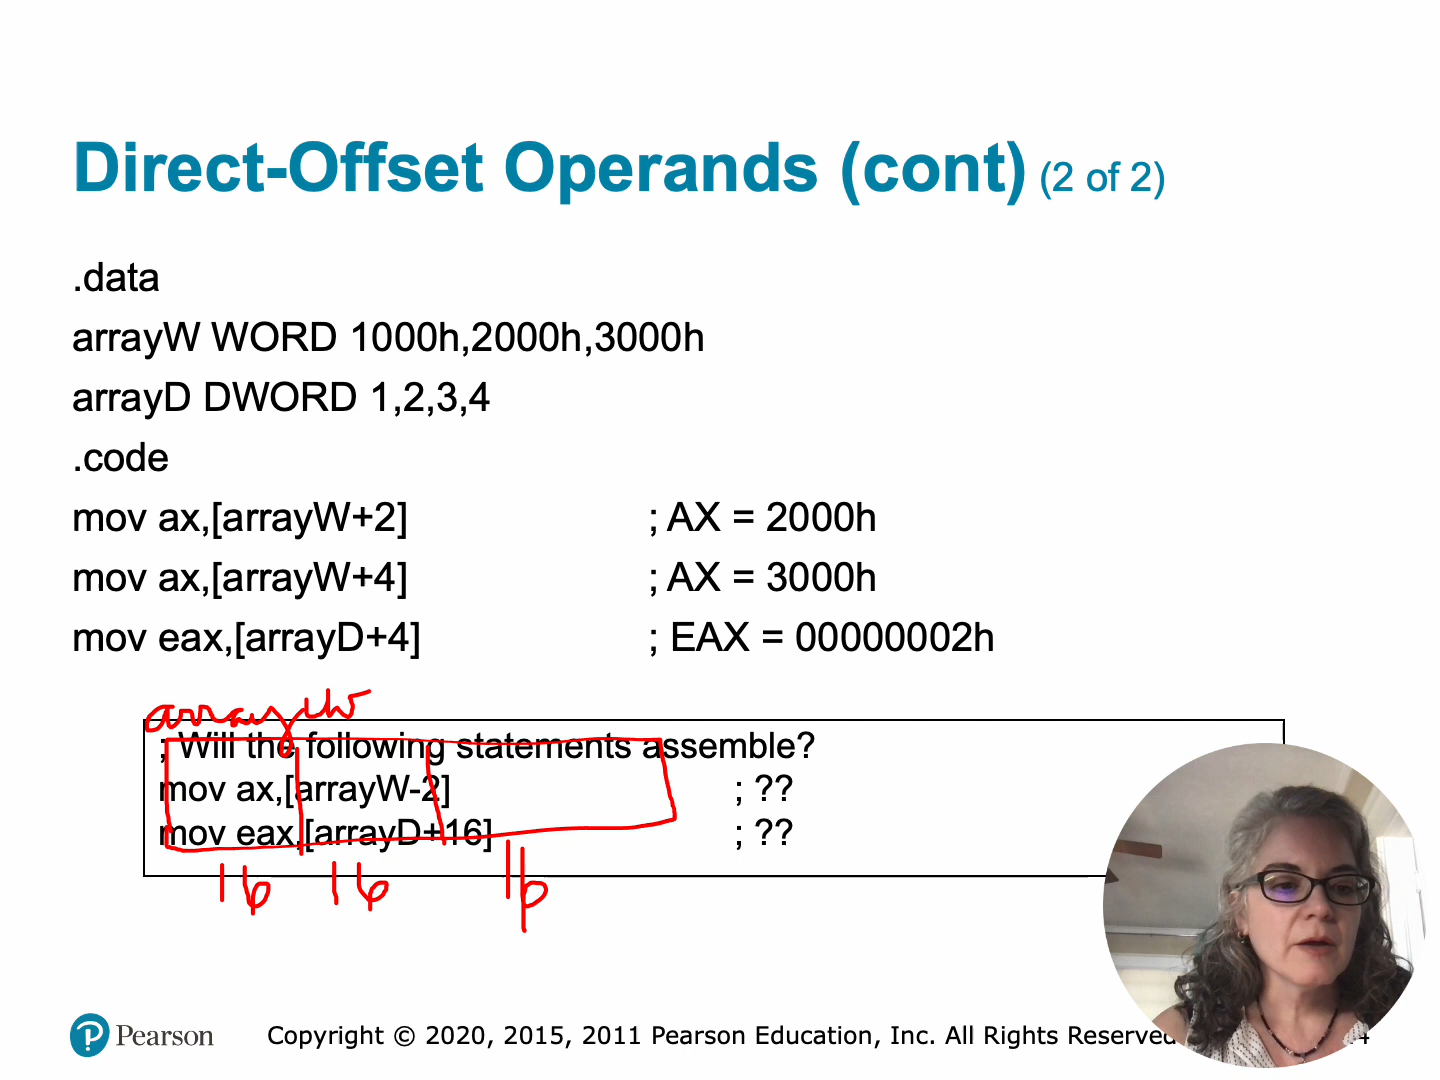 Direct-Offset Operands (cont) (2 of 2)
.data
arrayW WORD 1000h,2000h,3000h
arrayD DWORD 1,2,3,4
.code
mov ax,[arrayW+2] ; AX = 2000h
mov ax,[arrayW+4] ; AX = 3000h
mov eax,[arrayD+4] ; EAX = 00000002h
arrayW
; Will the following statements assemble?
mov ax,[arrayW-2] ; ??
mov eax,[arrayD+16] ; ??
16 16 16
Pearson Copyright © 2020, 2015, 2011 Pearson Education, Inc. All Rights Reserved